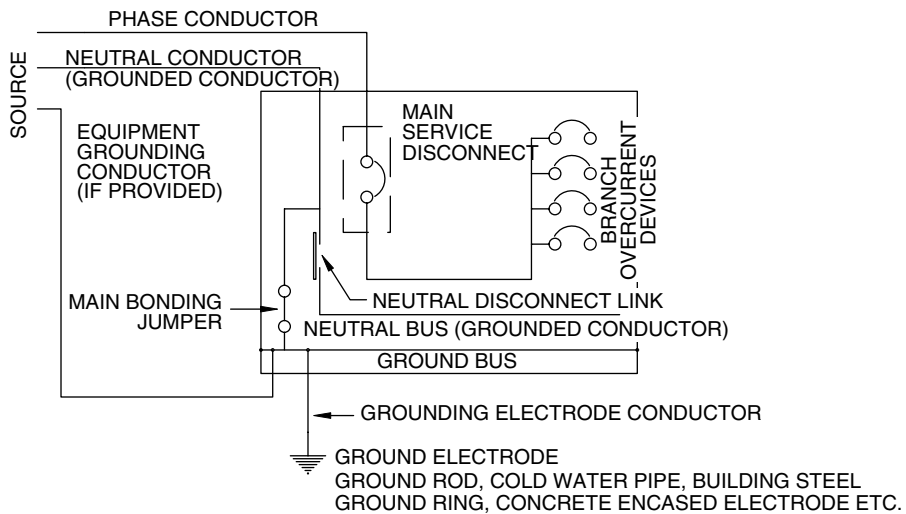 PHASE CONDUCTOR
SOURCE
NEUTRAL CONDUCTOR
(GROUNDED CONDUCTOR)
EQUIPMENT
GROUNDING
CONDUCTOR
(IF PROVIDED)
MAIN
SERVICE
DISCONNECT
BRANCH
OVERCURRENT
DEVICES
MAIN BONDING
JUMPER
NEUTRAL DISCONNECT LINK
NEUTRAL BUS (GROUNDED CONDUCTOR)
GROUND BUS
GROUNDING ELECTRODE CONDUCTOR
GROUND ELECTRODE
GROUND ROD, COLD WATER PIPE, BUILDING STEEL
GROUND RING, CONCRETE ENCASED ELECTRODE ETC.